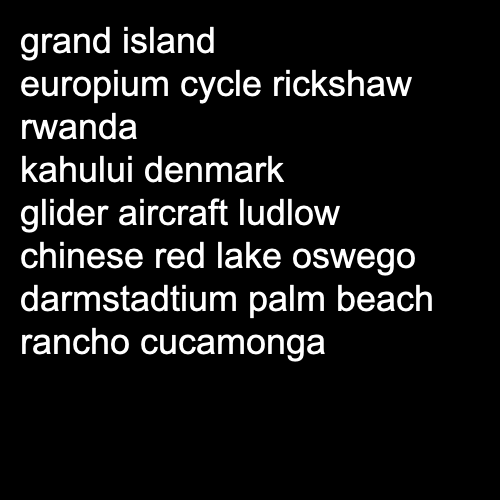 grand island
europium cycle rickshaw
rwanda
kahului denmark
glider aircraft ludlow
chinese red lake oswego
darmstadtium palm beach
rancho cucamonga